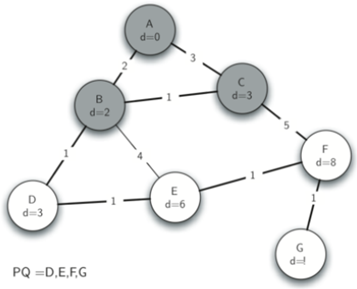 A
d=0
2
3
C
d=3
B
d=2
1
5
1
4
F
d=8
D
d=3
1
E
d=6
1
1
G
d=!
PQ =D,E,F,G